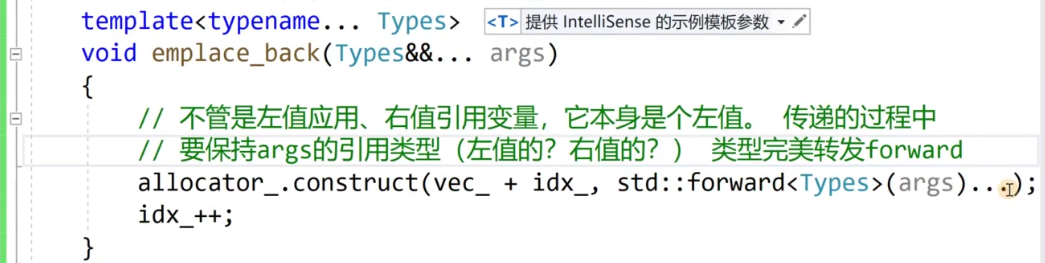 template<typename... Types> <T> 提供 IntelliSense 的示例模板参数
void emplace_back(Types&&... args)
{
// 不管是左值应用、右值引用变量，它本身是个左值。 传递的过程中
// 要保持args的引用类型（左值的？右值的？） 类型完美转发forward
allocator_.construct(vec_ + idx_, std::forward<Types>(args)...);
idx_++;
}